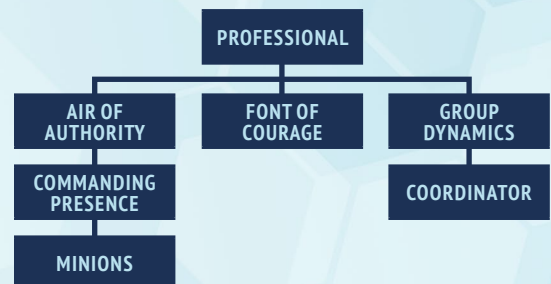 PROFESSIONAL
AIR OF
AUTHORITY
FONT OF
COURAGE
GROUP
DYNAMICS
COMMANDING
PRESENCE
COORDINATOR
MINIONS